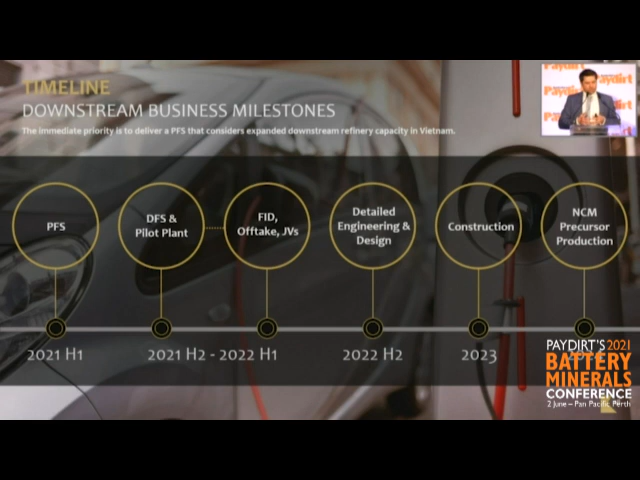 TIMELINE
DOWNSTREAM BUSINESS MILESTONES
The immediate priority is to deliver a PFS that considers expanded downstream refinery capacity in Vietnam.
PFS
DFS &
Pilot Plant
FID,
Offtake, JVs
Detailed
Engineering &
Design
Construction
NCM
Precursor
Production
2021 H1
2021 H2 - 2022 H1
2022 H2
2023
Paydirt
Paydirt
PAYDIRT'S 2021
BATTERY
MINERALS
CONFERENCE
2 June – Pan Pacific Perth